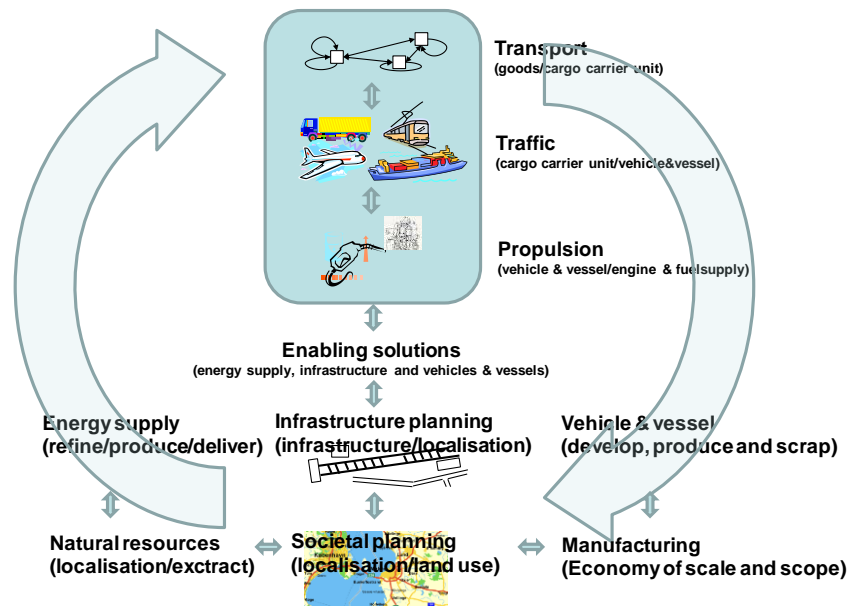 Transport
(goods/cargo carrier unit)
Traffic
(cargo carrier unit/vehicle&vessel)
Propulsion
(vehicle & vessel/engine & fuelsupply)
Enabling solutions
(energy supply, infrastructure and vehicles & vessels)
Energy supply
(refine/produce/deliver)
Infrastructure planning
(infrastructure/localisation)
Vehicle & vessel
(develop, produce and scrap)
Natural resources
(localisation/exctract)
Societal planning
(localisation/land use)
Manufacturing
(Economy of scale and scope)